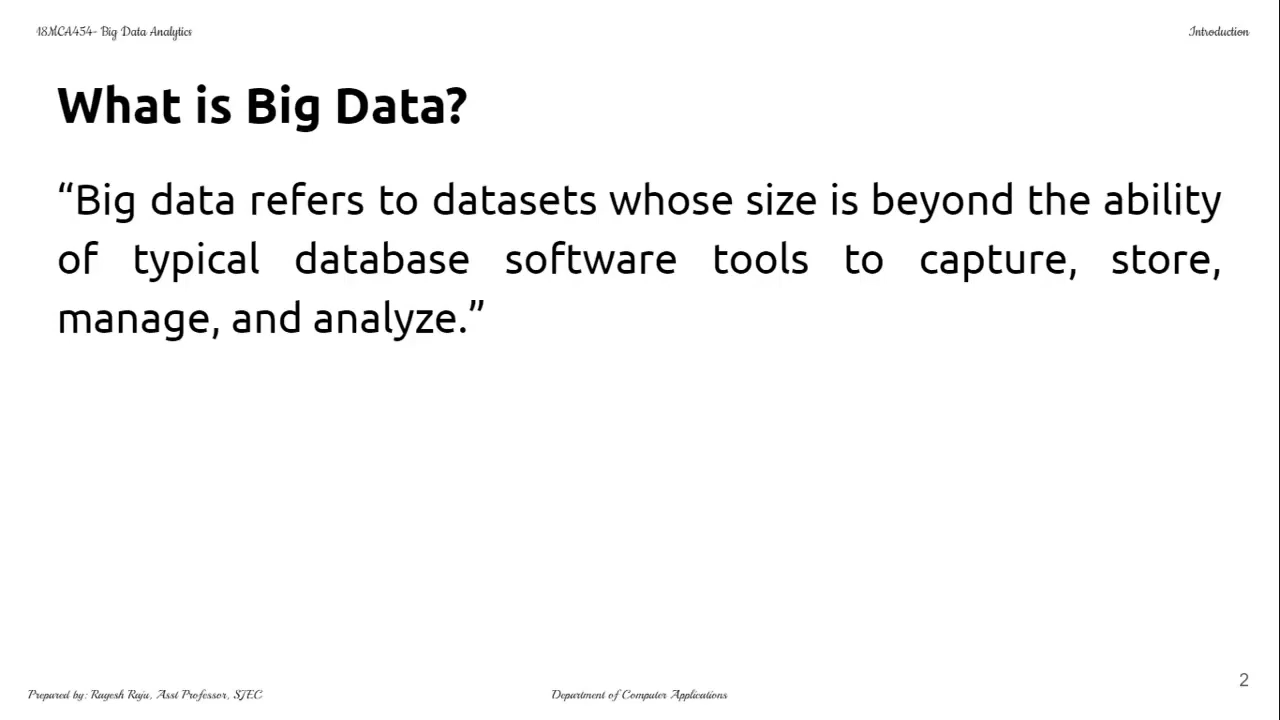 18MCA454- Big Data Analytics
Introduction
What is Big Data?
“Big data refers to datasets whose size is beyond the ability
of typical database software tools to capture, store,
manage, and analyze.”
Prepared by: Ragesh Raju, Asst Professor, SJEC
Department of Computer Applications
2